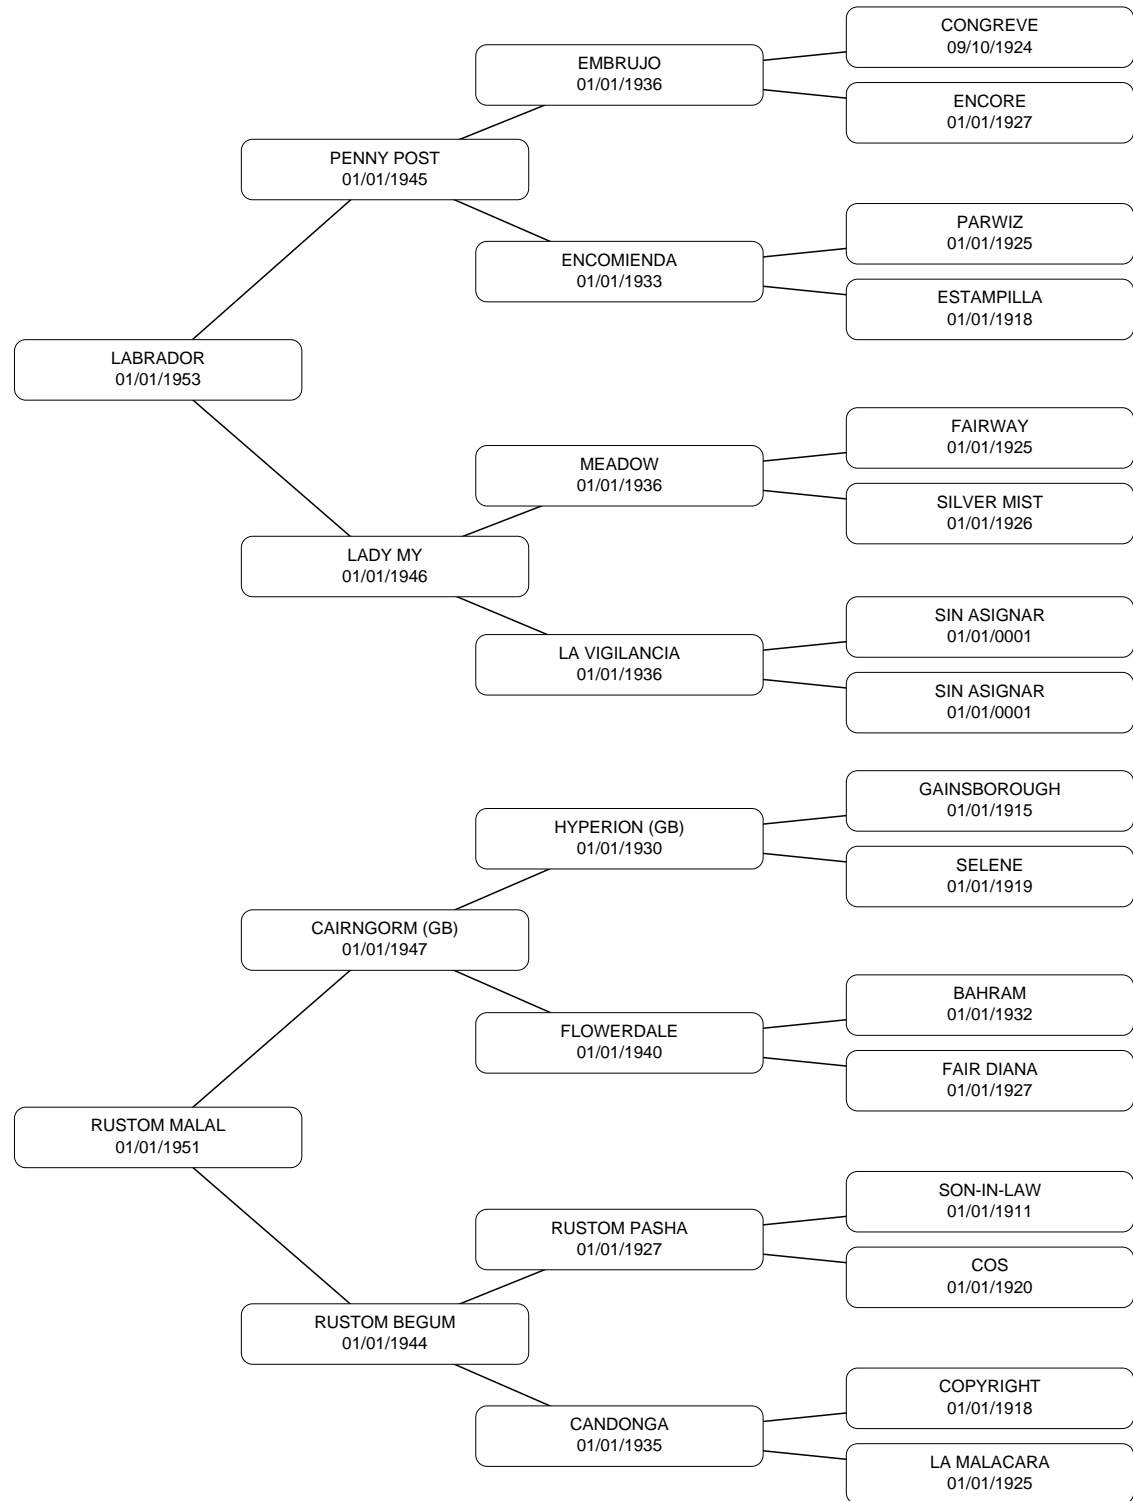 CONGREVE
09/10/1924
EMBRUJO
01/01/1936
ENCORE
01/01/1927
PENNY POST
01/01/1945
PARWIZ
01/01/1925
ENCOMIENDA
01/01/1933
ESTAMPILLA
01/01/1918
LABRADOR
01/01/1953
FAIRWAY
01/01/1925
MEADOW
01/01/1936
SILVER MIST
01/01/1926
LADY MY
01/01/1946
SIN ASIGNAR
01/01/0001
LA VIGILANCIA
01/01/1936
SIN ASIGNAR
01/01/0001
GAINSBOROUGH
01/01/1915
HYPERION (GB)
01/01/1930
SELENE
01/01/1919
CAIRNGORM (GB)
01/01/1947
BAHRAM
01/01/1932
FLOWERDALE
01/01/1940
FAIR DIANA
01/01/1927
RUSTOM MALAL
01/01/1951
SON-IN-LAW
01/01/1911
RUSTOM PASHA
01/01/1927
COS
01/01/1920
RUSTOM BEGUM
01/01/1944
COPYRIGHT
01/01/1918
CANDONGA
01/01/1935
LA MALACARA
01/01/1925